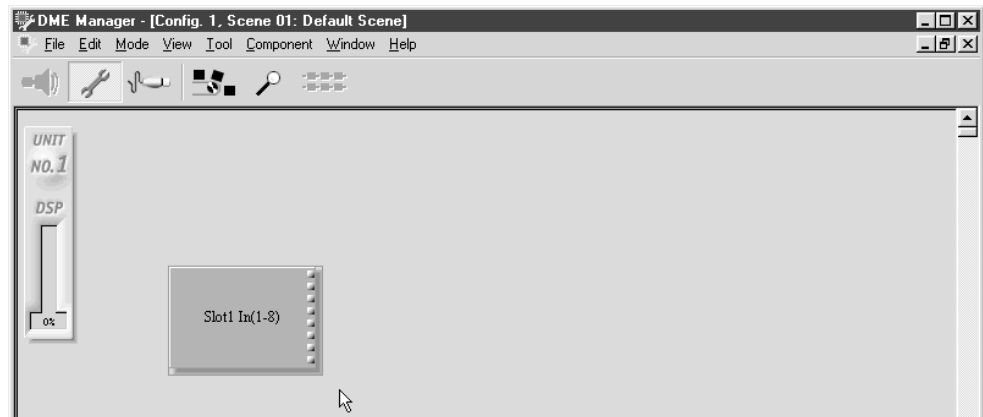 DME Manager - [Config. 1, Scene 01: Default Scene]
File Edit Mode View Tool Component Window Help
UNIT
NO.1
DSP
0%
Slot1 In(1-8)